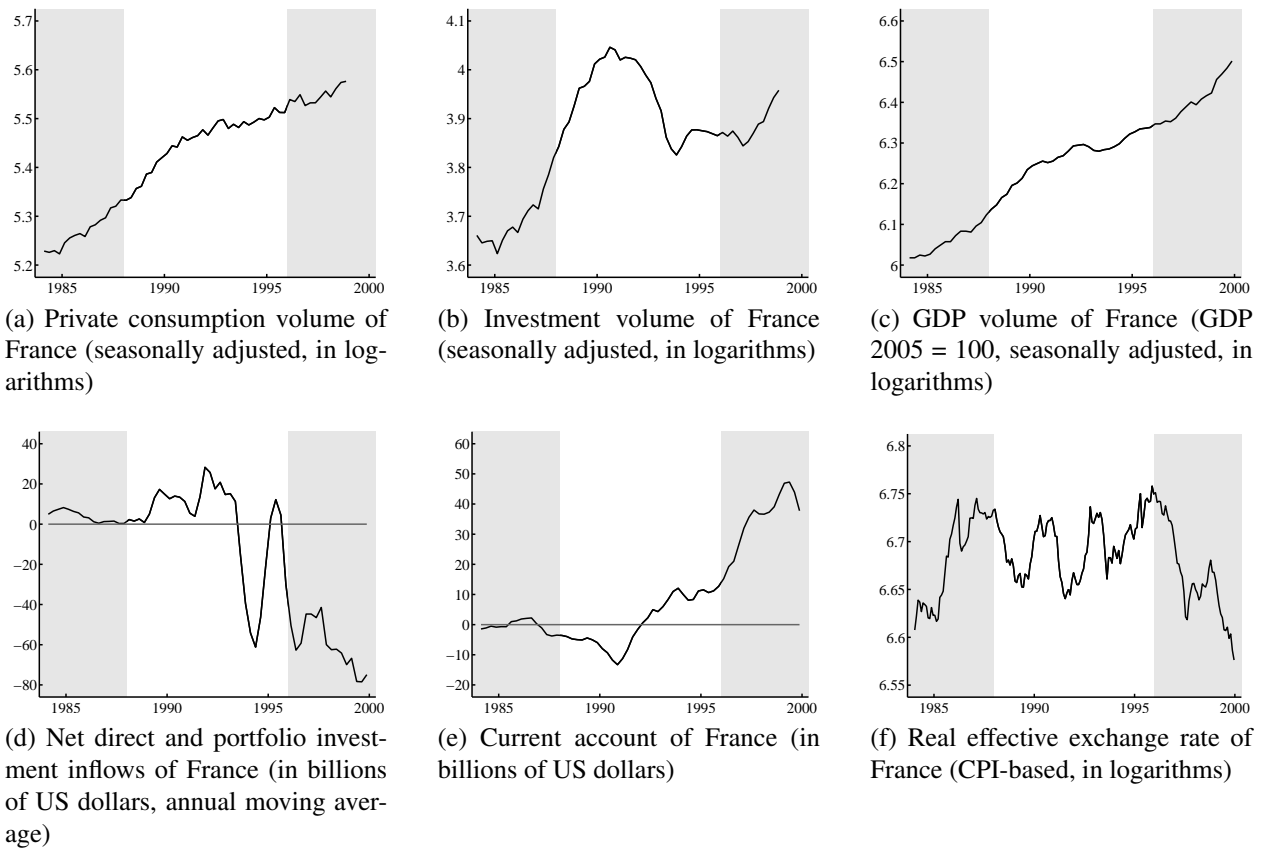 5.7
5.6
5.5
5.4
5.3
5.2
1985 1990 1995 2000
(a) Private consumption volume of
France (seasonally adjusted, in log-
arithms)
4.1
4
3.9
3.8
3.7
3.6
1985 1990 1995 2000
(b) Investment volume of France
(seasonally adjusted, in logarithms)
6.6
6.5
6.4
6.3
6.2
6.1
6
1985 1990 1995 2000
(c) GDP volume of France (GDP
2005 = 100, seasonally adjusted, in
logarithms)
40
20
0
−20
−40
−60
−80
1985 1990 1995 2000
(d) Net direct and portfolio invest-
ment inflows of France (in billions
of US dollars, annual moving aver-
age)
60
50
40
30
20
10
0
−10
−20
1985 1990 1995 2000
(e) Current account of France (in
billions of US dollars)
6.8
6.75
6.7
6.65
6.6
6.55
1985 1990 1995 2000
(f) Real effective exchange rate of
France (CPI-based, in logarithms)